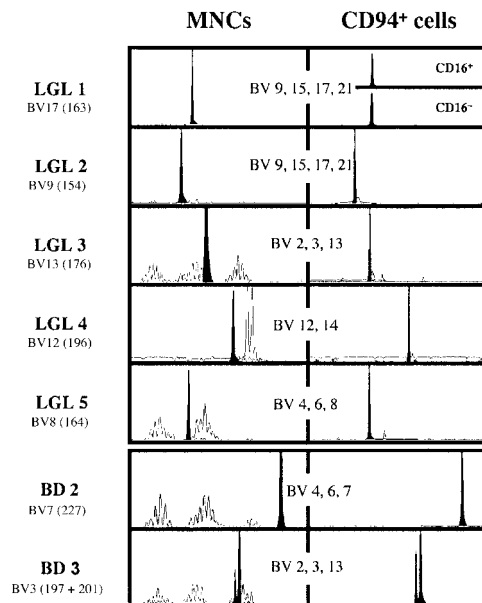 MNCs CD94⁺ cells
LGL 1
BV17 (163)
BV 9, 15, 17, 21
CD16⁺
CD16⁻
LGL 2
BV9 (154)
BV 9, 15, 17, 21
LGL 3
BV13 (176)
BV 2, 3, 13
LGL 4
BV12 (196)
BV 12, 14
LGL 5
BV8 (164)
BV 4, 6, 8
BD 2
BV7 (227)
BV 4, 6, 7
BD 3
BV3 (197 + 201)
BV 2, 3, 13